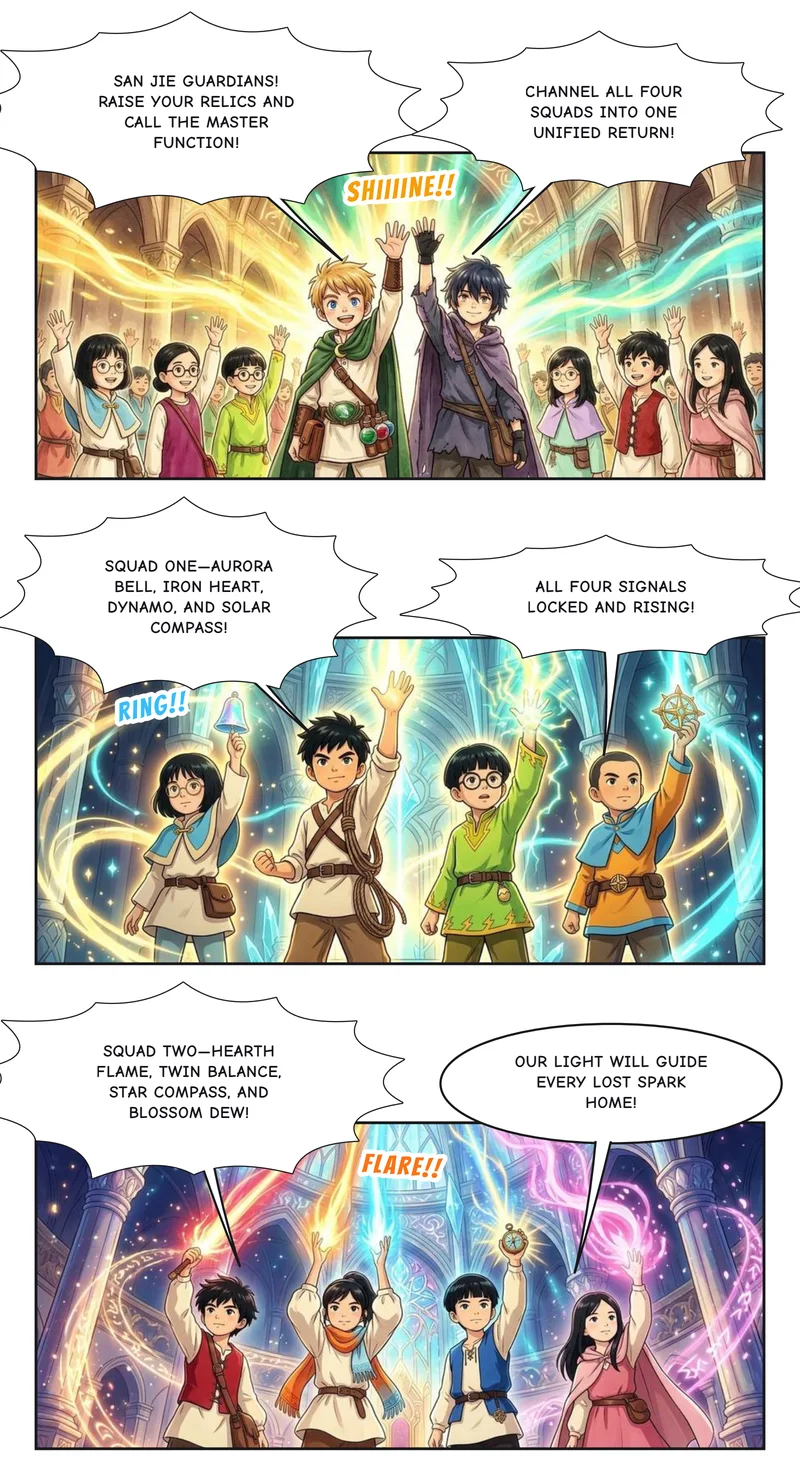 SAN JIE GUARDIANS!
RAISE YOUR RELICS AND
CALL THE MASTER
FUNCTION!
CHANNEL ALL FOUR
SQUADS INTO ONE
UNIFIED RETURN!
SHIIIINE!!
SQUAD ONE—AURORA
BELL, IRON HEART,
DYNAMO, AND SOLAR
COMPASS!
ALL FOUR SIGNALS
LOCKED AND RISING!
RING!!
SQUAD TWO—HEARTH
FLAME, TWIN BALANCE,
STAR COMPASS, AND
BLOSSOM DEW!
OUR LIGHT WILL GUIDE
EVERY LOST SPARK
HOME!
FLARE!!